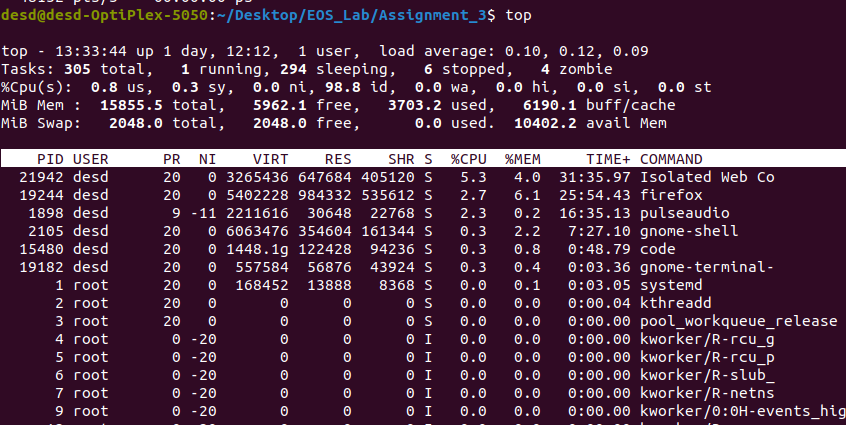 desd@desd-OptiPlex-5050:~/Desktop/EOS_Lab/Assignment_3$ top
top - 13:33:44 up 1 day, 12:12,  1 user,  load average: 0.10, 0.12, 0.09
Tasks: 305 total,   1 running, 294 sleeping,   6 stopped,   4 zombie
%Cpu(s):  0.8 us,  0.3 sy,  0.0 ni, 98.8 id,  0.0 wa,  0.0 hi,  0.0 si,  0.0 st
MiB Mem :  15855.5 total,   5962.1 free,   3703.2 used,   6190.1 buff/cache
MiB Swap:   2048.0 total,   2048.0 free,      0.0 used.  10402.2 avail Mem
PID USER      PR  NI    VIRT    RES    SHR S  %CPU  %MEM     TIME+ COMMAND
21942 desd      20   0 3265436 647684 405120 S   5.3   4.0  31:35.97 Isolated Web Co
19244 desd      20   0 5402228 984332 535612 S   2.7   6.1  25:54.43 firefox
1898 desd       9 -11 2211616  30648  22768 S   2.3   0.2  16:35.13 pulseaudio
2105 desd      20   0 6063476 354604 161344 S   0.3   2.2   7:27.10 gnome-shell
15480 desd      20   0 1448.1g 122428  94236 S   0.3   0.8   0:48.79 code
19182 desd      20   0  557584  56876  43924 S   0.3   0.4   0:03.36 gnome-terminal-
1 root      20   0  168452  13888   8368 S   0.0   0.1   0:03.05 systemd
2 root      20   0       0      0      0 S   0.0   0.0   0:00.04 kthreadd
3 root      20   0       0      0      0 S   0.0   0.0   0:00.00 pool_workqueue_release
4 root       0 -20       0      0      0 I   0.0   0.0   0:00.00 kworker/R-rcu_g
5 root       0 -20       0      0      0 I   0.0   0.0   0:00.00 kworker/R-rcu_p
6 root       0 -20       0      0      0 I   0.0   0.0   0:00.00 kworker/R-slub_
7 root       0 -20       0      0      0 I   0.0   0.0   0:00.00 kworker/R-netns
9 root       0 -20       0      0      0 I   0.0   0.0   0:00.00 kworker/0:0H-events_hig